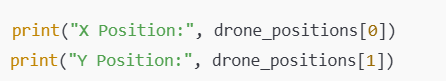 print("X Position:", drone_positions[0])
print("Y Position:", drone_positions[1])